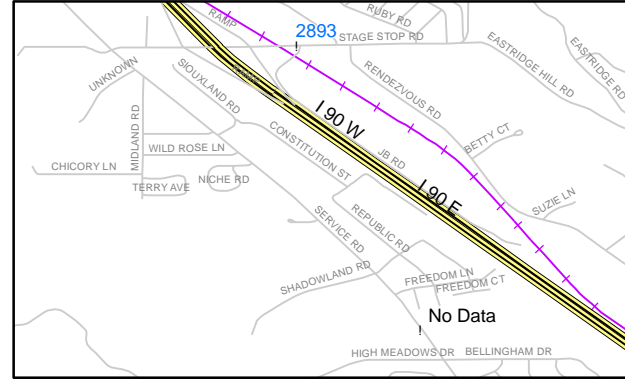 RUBY RD
RAMP
2893
STAGE STOP RD
EASTRIDGE RD
EASTRIDGE HILL RD
UNKNOWN
SIOUXLAND RD
RENDEZVOUS RD
MIDLAND RD
I 90 W
BETTY CT
CONSTITUTION ST
JB RD
WILD ROSE LN
CHICORY LN
TERRY AVE
NICHE RD
I 90 E
SUZIE LN
SERVICE RD
REPUBLIC RD
SHADOWLAND RD
FREEDOM LN
FREEDOM CT
No Data
HIGH MEADOWS DR
BELLINGHAM DR